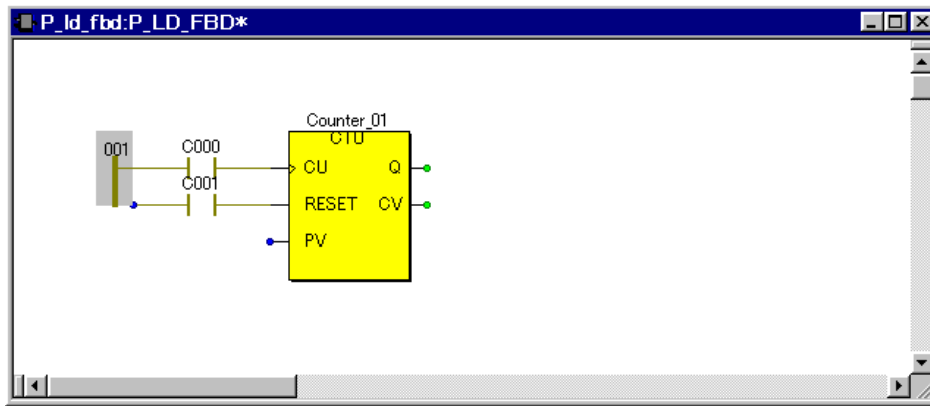 P_ld_fbd:P_LD_FBD*
Counter_01
CTU
001
C000
CU Q
C001
RESET CV
PV